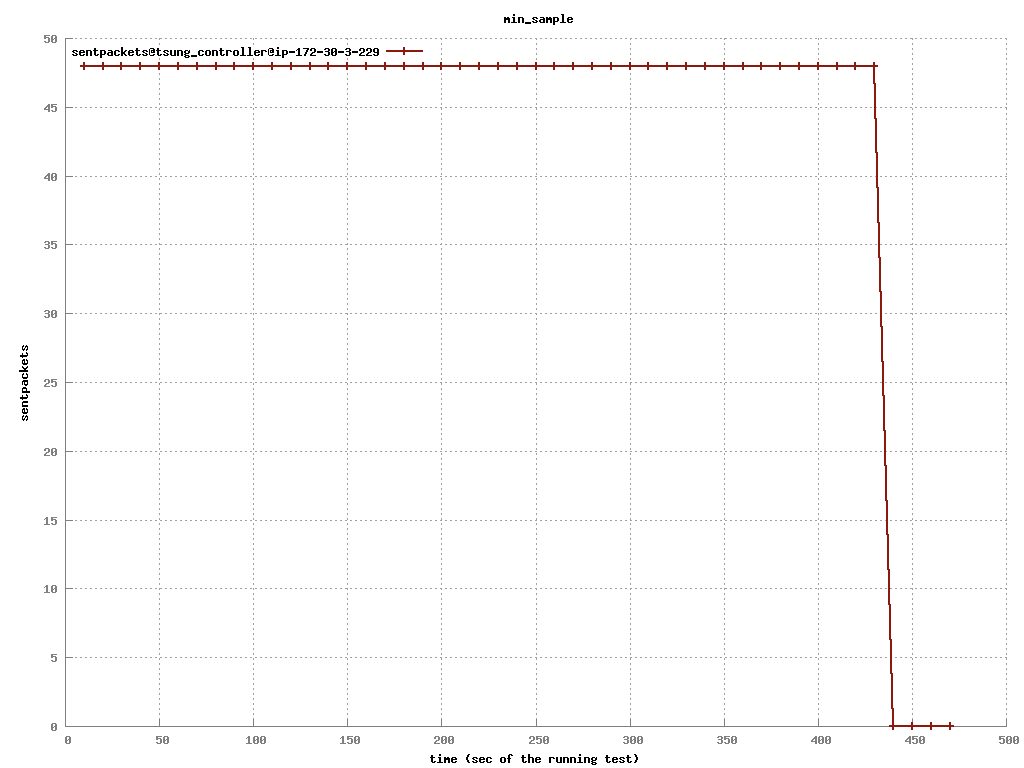 min_sample
50
sentpackets@tsung_controller@ip-172-30-3-229
45
40
35
30
25
20
15
10
5
0
sentpackets
0 50 100 150 200 250 300 350 400 450 500
time (sec of the running test)